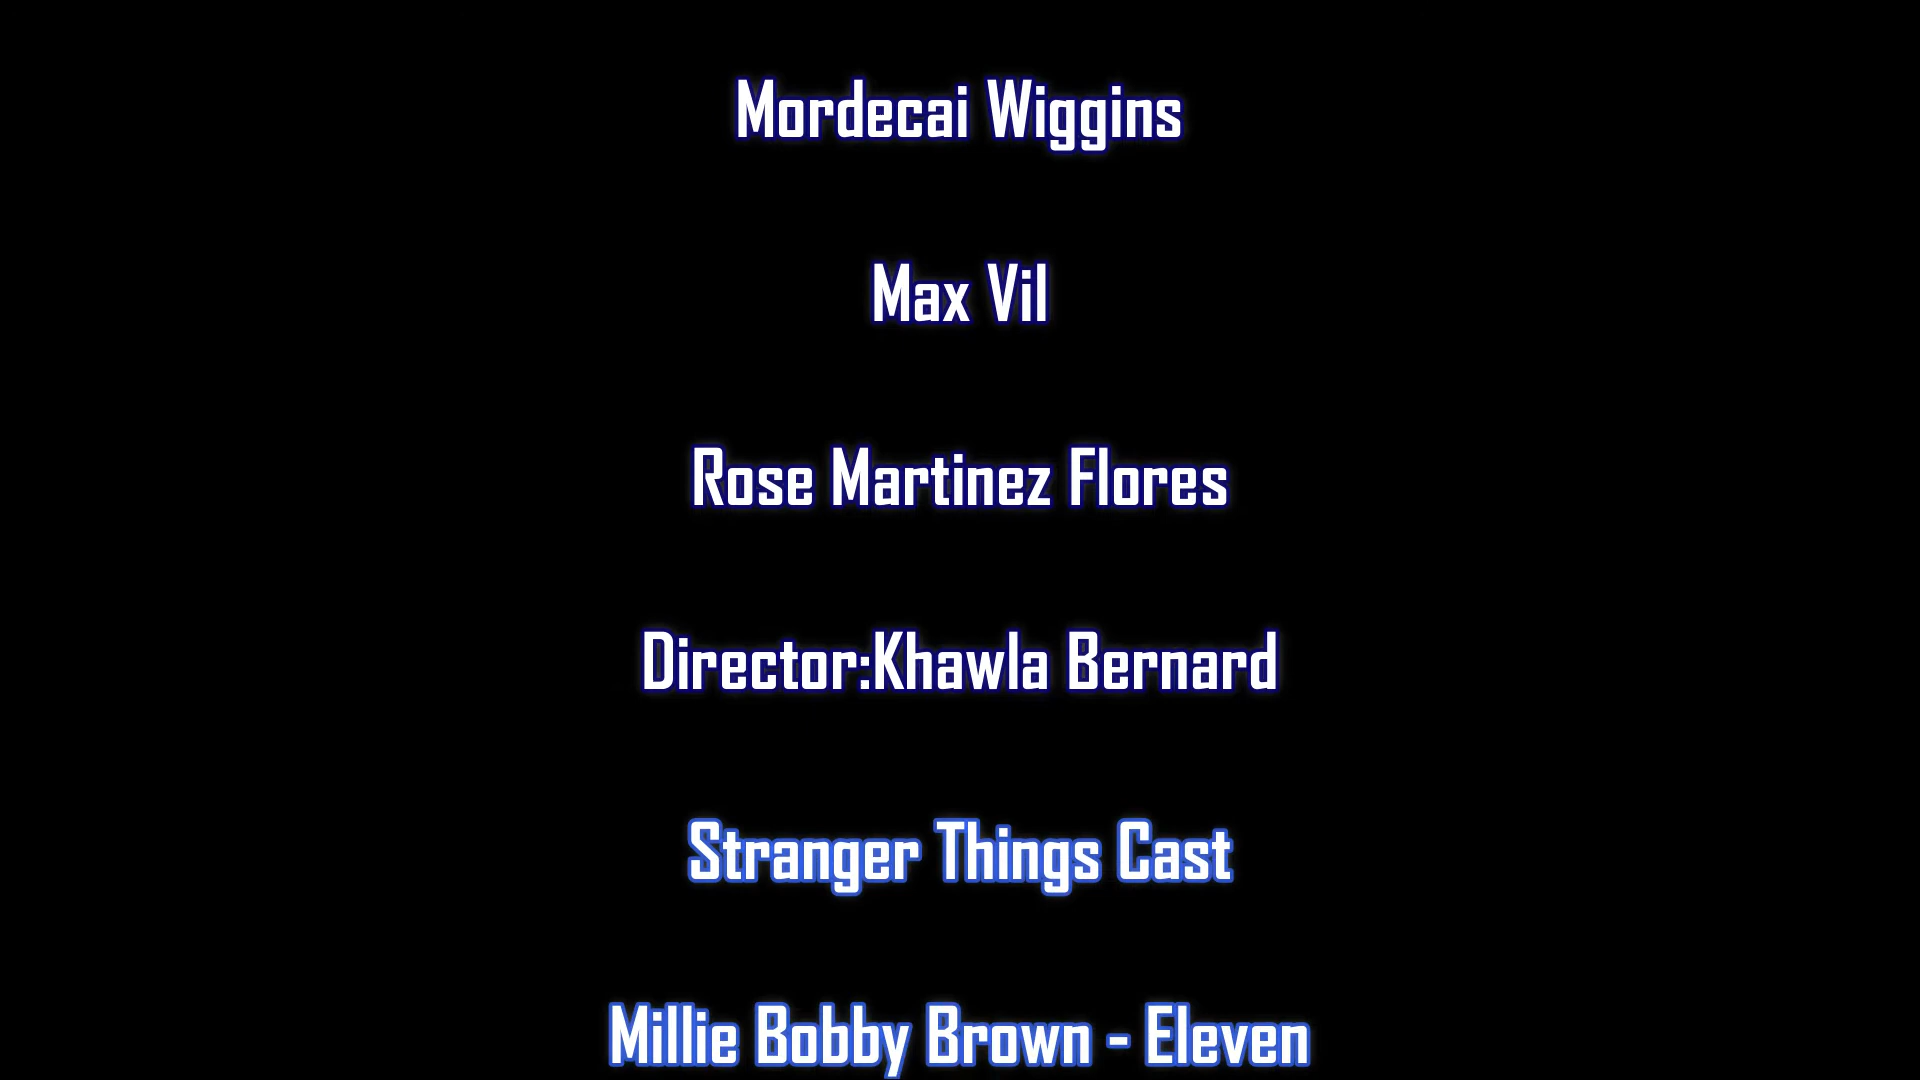 Mordecai Wiggins
Max Vil
Rose Martinez Flores
Director:Khawla Bernard
Stranger Things Cast
Millie Bobby Brown - Eleven